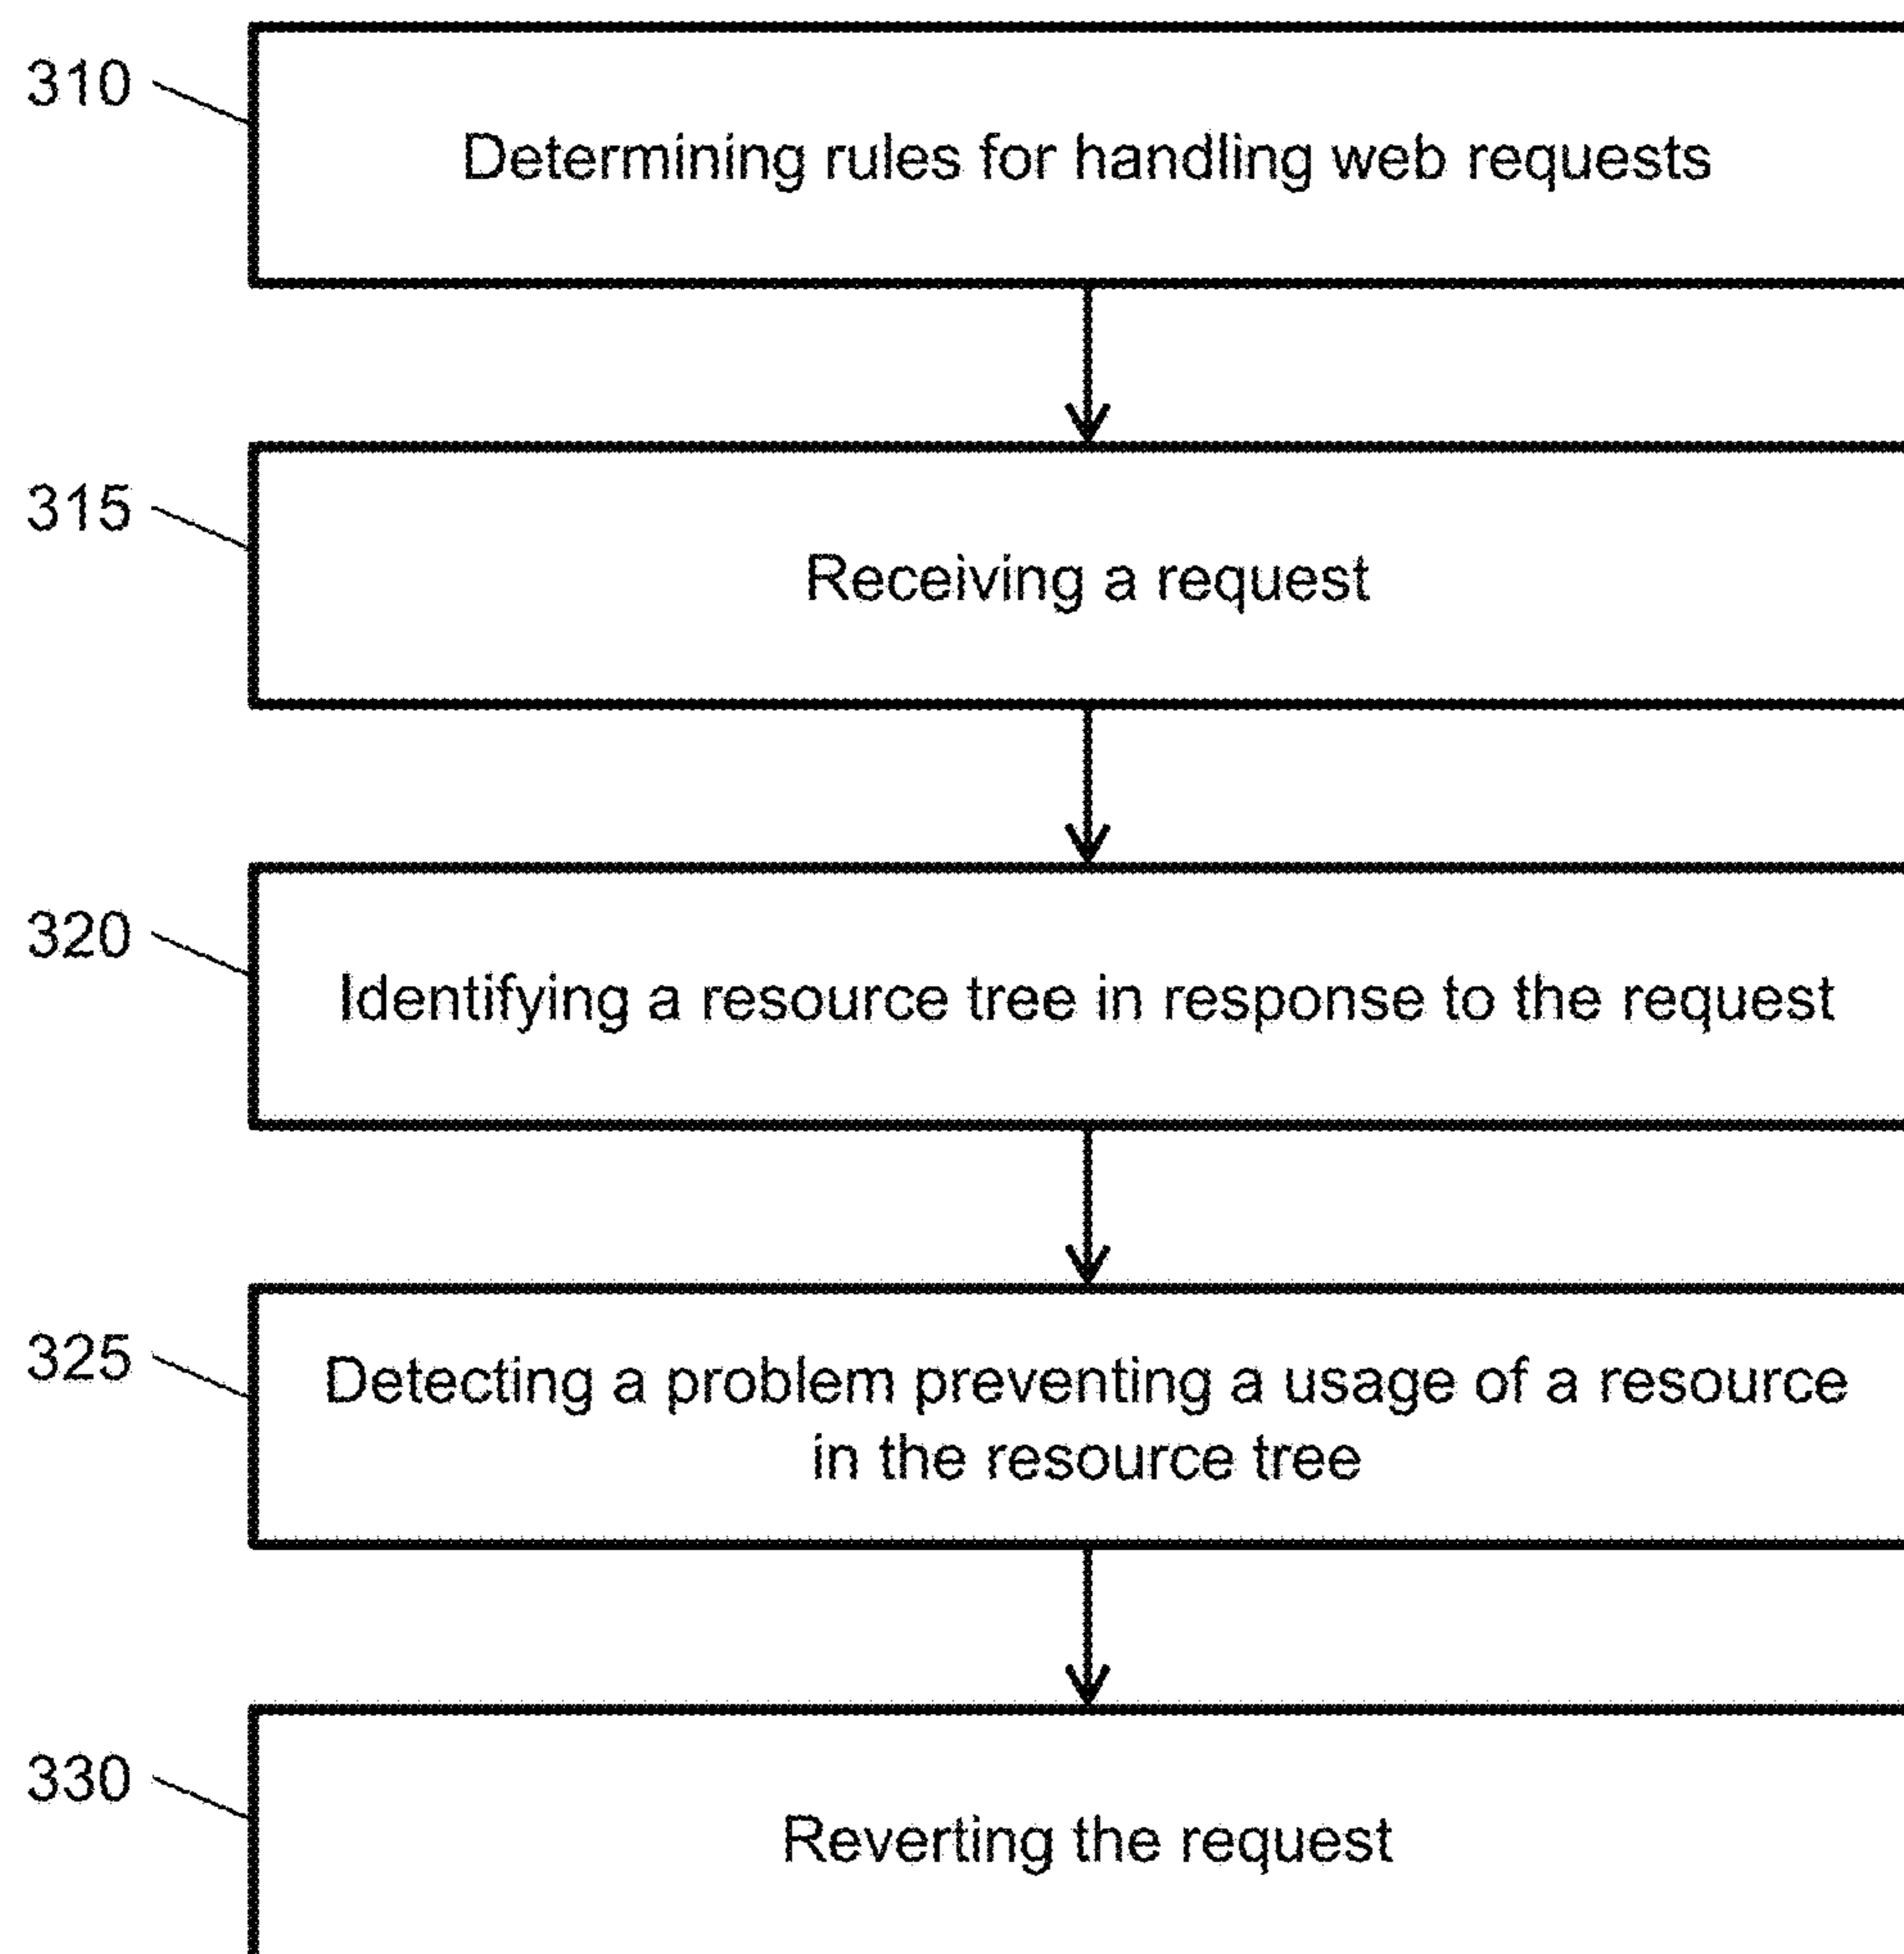 310
Determining rules for handling web requests
315
Receiving a request
320
Identifying a resource tree in response to the request
325
Detecting a problem preventing a usage of a resource
in the resource tree
330
Reverting the request